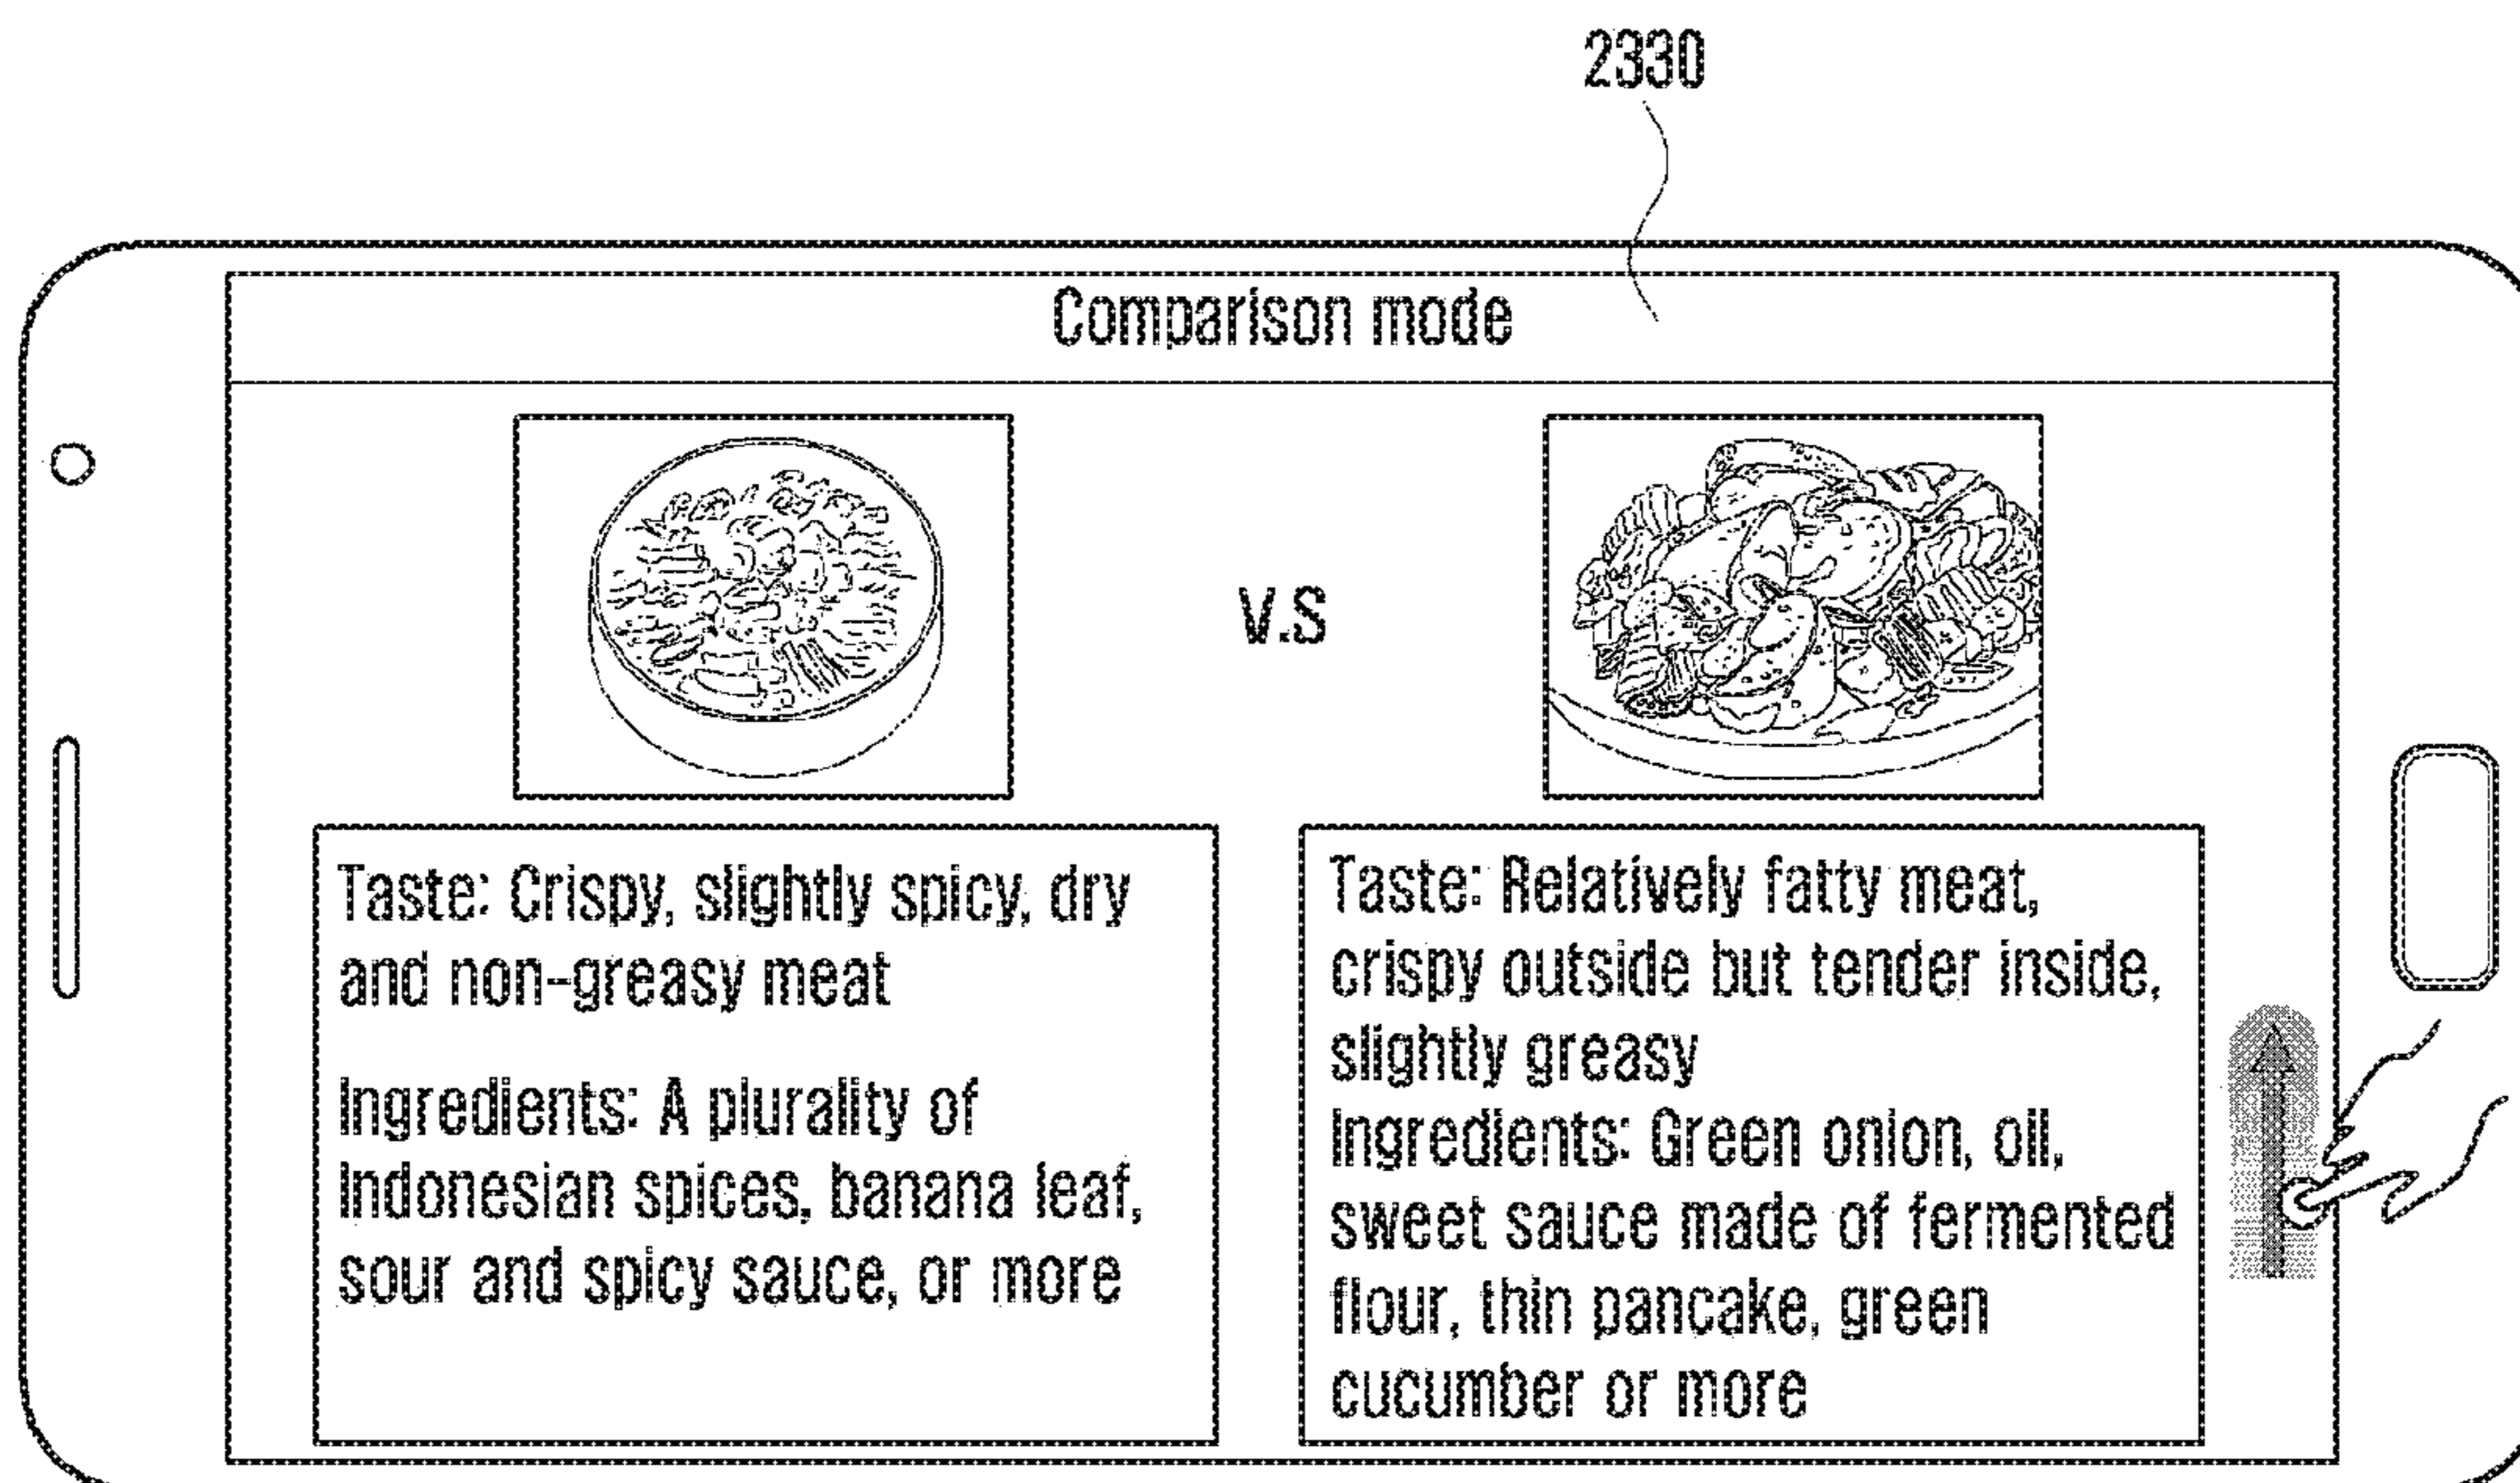 2330
Comparison mode
V.S
Taste: Crispy, slightly spicy, dry
and non-greasy meat
Ingredients: A plurality of
Indonesian spices, banana leaf,
sour and spicy sauce, or more
Taste: Relatively fatty meat,
crispy outside but tender inside,
slightly greasy
Ingredients: Green onion, oil,
sweet sauce made of fermented
flour, thin pancake, green
cucumber or more